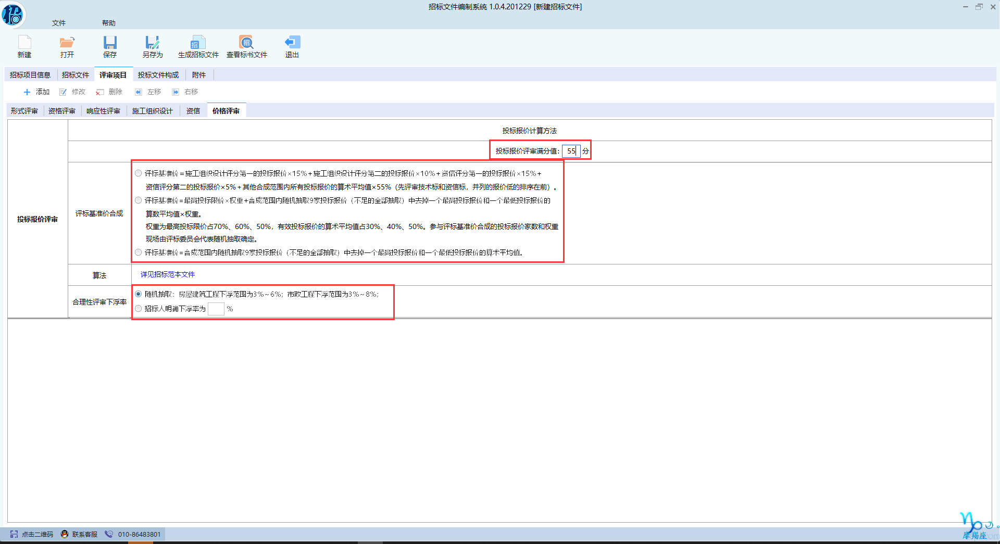 招标文件编制系统 1.0.4.201229 [新建招标文件]
文件 帮助
新建 打开 保存 另存为 生成招标文件 查看标书文件 退出
招标项目信息 招标文件 评审项目 投标文件构成 附件
添加 修改 删除 左移 右移
形式评审 资格评审 响应性评审 施工组织设计 资信 价格评审
投标报价计算方法
投标报价评审满分值： 55 分
投标报价评审
评标基准价合成
评标基准价＝施工组织设计评分第一的投标报价×15%＋施工组织设计评分第二的投标报价×10%＋资信评分第一的投标报价×15%＋
资信评分第二的投标报价×5%＋其他合成范围内所有投标报价的算术平均值×55%（先评审技术标和资信标，并列的报价低的排序在前）。
评标基准价=最高投标限价×权重+合成范围内随机抽取9家投标报价（不足的全部抽取）中去掉一个最高投标报价和一个最低投标报价的
算数平均值×权重。
权重为最高投标限价占70%、60%、50%，有效投标报价的算术平均值占30%、40%、50%。参与评标基准价合成的投标报价家数和权重
现场由评标委员会代表随机抽取确定。
评标基准价=合成范围内随机抽取9家投标报价（不足的全部抽取）中去掉一个最高投标报价和一个最低投标报价的算术平均值。
算法 详见招标范本文件
合理性评审下浮率
随机抽取：房屋建筑工程下浮范围为3%～6%；市政工程下浮范围为3%～8%；
招标人明确下浮率为 %
点击二维码 联系客服 010-86483801
摩羯座